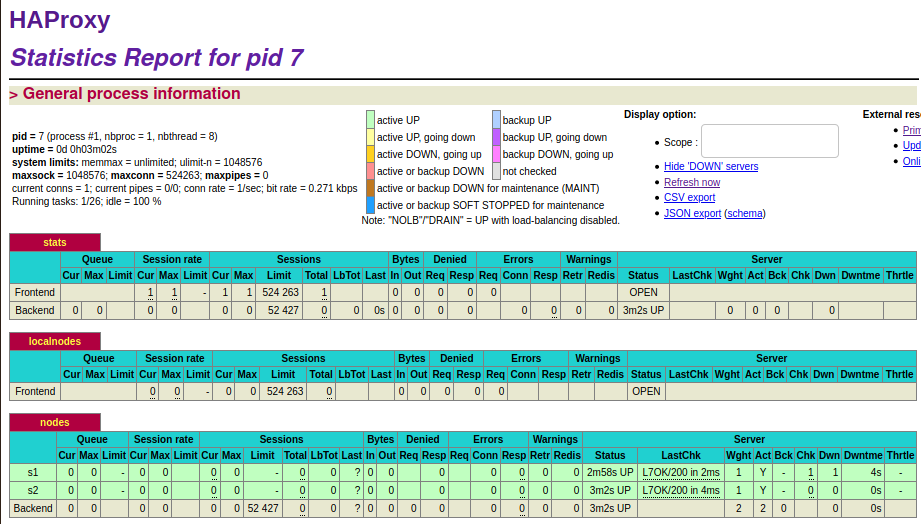 HAProxy
Statistics Report for pid 7
> General process information
pid = 7 (process #1, nbproc = 1, nbthread = 8)
uptime = 0d 0h03m02s
system limits: memmax = unlimited; ulimit-n = 1048576
maxsock = 1048576; maxconn = 524263; maxpipes = 0
current conns = 1; current pipes = 0/0; conn rate = 1/sec; bit rate = 0.271 kbps
Running tasks: 1/26; idle = 100 %
active UP backup UP
active UP, going down backup UP, going down
active DOWN, going up backup DOWN, going up
active or backup DOWN not checked
active or backup DOWN for maintenance (MAINT)
active or backup SOFT STOPPED for maintenance
Note: "NOLB"/"DRAIN" = UP with load-balancing disabled.
Display option:
• Scope :
• Hide 'DOWN' servers
• Refresh now
• CSV export
• JSON export (schema)
External res
• Prim
• Upd
• Onli
stats
Queue Session rate Sessions Bytes Denied Errors Warnings Server
Cur Max Limit Cur Max Limit Cur Max Limit Total LbTot Last In Out Req Resp Req Conn Resp Retr Redis Status LastChk Wght Act Bck Chk Dwn Dwntme Thrtle
Frontend 1 1 - 1 1 524 263 1 0 0 0 0 0 OPEN
Backend 0 0 0 0 0 0 52 427 0 0 0s 0 0 0 0 0 0 0 0 3m2s UP 0 0 0 0
localnodes
Queue Session rate Sessions Bytes Denied Errors Warnings Server
Cur Max Limit Cur Max Limit Cur Max Limit Total LbTot Last In Out Req Resp Req Conn Resp Retr Redis Status LastChk Wght Act Bck Chk Dwn Dwntme Thrtle
Frontend 0 0 - 0 0 524 263 0 0 0 0 0 0 OPEN
nodes
Queue Session rate Sessions Bytes Denied Errors Warnings Server
Cur Max Limit Cur Max Limit Cur Max Limit Total LbTot Last In Out Req Resp Req Conn Resp Retr Redis Status LastChk Wght Act Bck Chk Dwn Dwntme Thrtle
s1 0 0 - 0 0 0 0 - 0 0 ? 0 0 0 0 0 0 0 2m58s UP L7OK/200 in 2ms 1 Y - 1 1 4s -
s2 0 0 - 0 0 0 0 - 0 0 ? 0 0 0 0 0 0 0 3m2s UP L7OK/200 in 4ms 1 Y - 0 0 0s -
Backend 0 0 0 0 0 0 52 427 0 0 ? 0 0 0 0 0 0 0 0 3m2s UP 2 2 0 0 0s